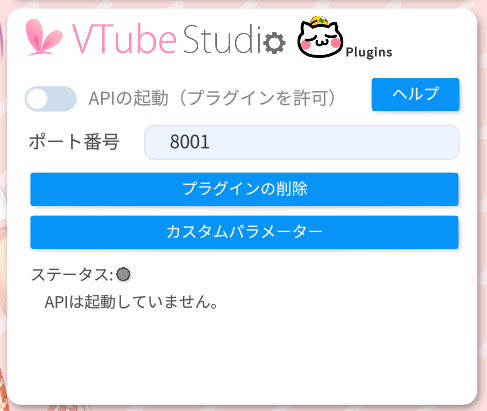 VTube Studio Plugins
APIの起動（プラグインを許可）
ヘルプ
ポート番号 8001
プラグインの削除
カスタムパラメーター
ステータス:
APIは起動していません。